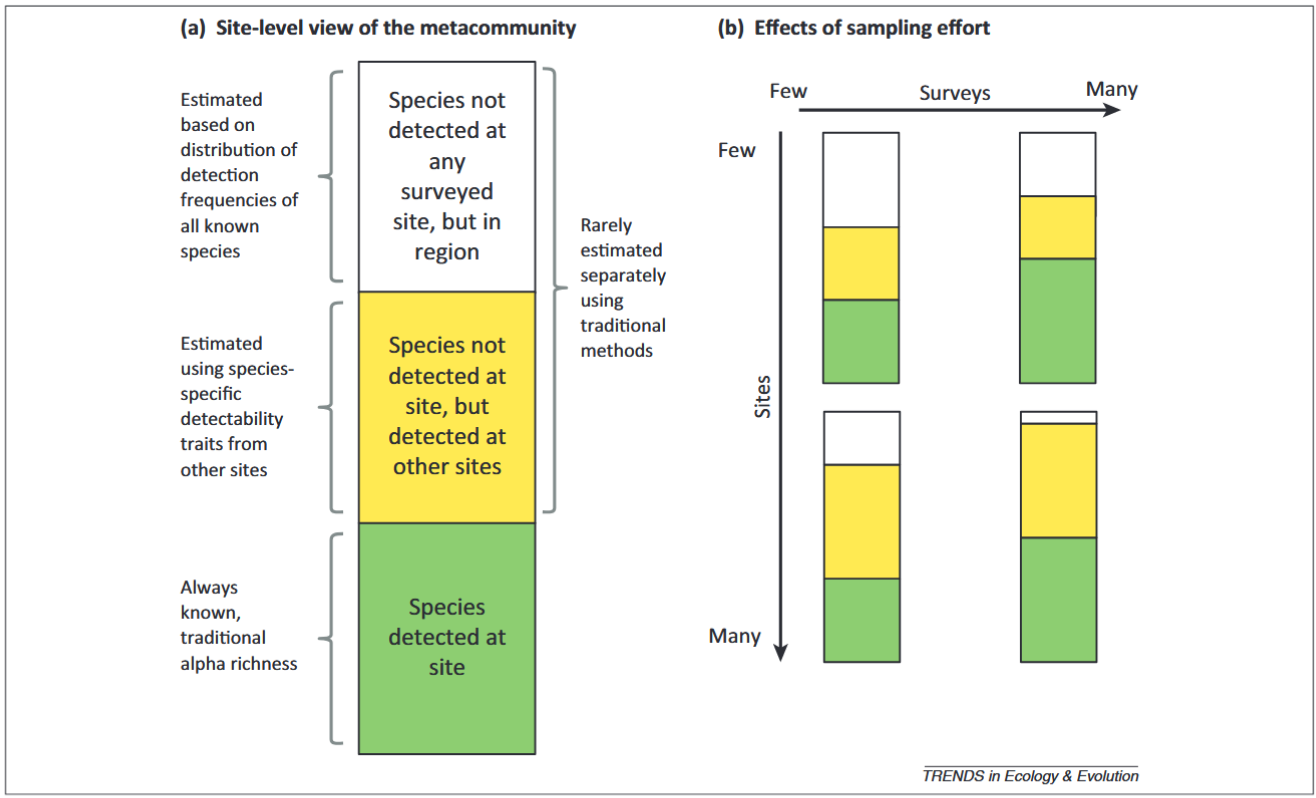 (a) Site-level view of the metacommunity
Estimated
based on
distribution of
detection
frequencies of
all known
species
Species not
detected at
any
surveyed
site, but in
region
Rarely
estimated
separately
using
traditional
methods
Estimated
using species-
specific
detectability
traits from
other sites
Species not
detected at
site, but
detected at
other sites
Always
known,
traditional
alpha richness
Species
detected at
site
(b) Effects of sampling effort
Few
Surveys
Many
Few
Sites
Many
TRENDS in Ecology & Evolution